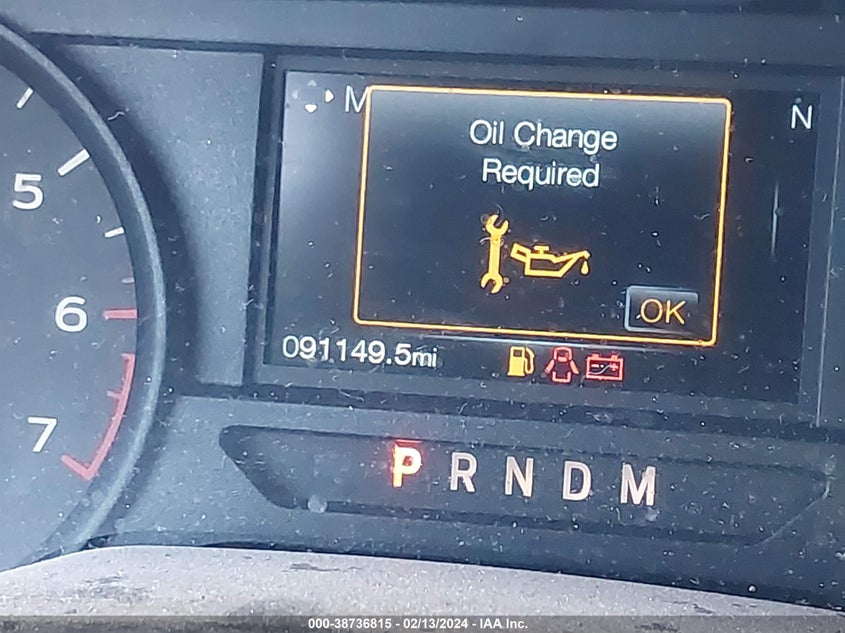 M
N
Oil Change
Required
OK
091149.5mi
5
6
7
P R N D M
000-38736815 - 02/13/2024 - IAA Inc.